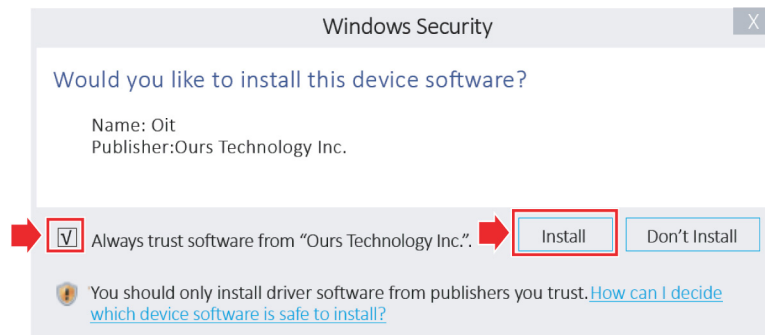 Windows Security
X
Would you like to install this device software?
Name: Oit
Publisher:Ours Technology Inc.
√ Always trust software from “Ours Technology Inc.”.
Install
Don’t Install
You should only install driver software from publishers you trust. How can I decide
which device software is safe to install?